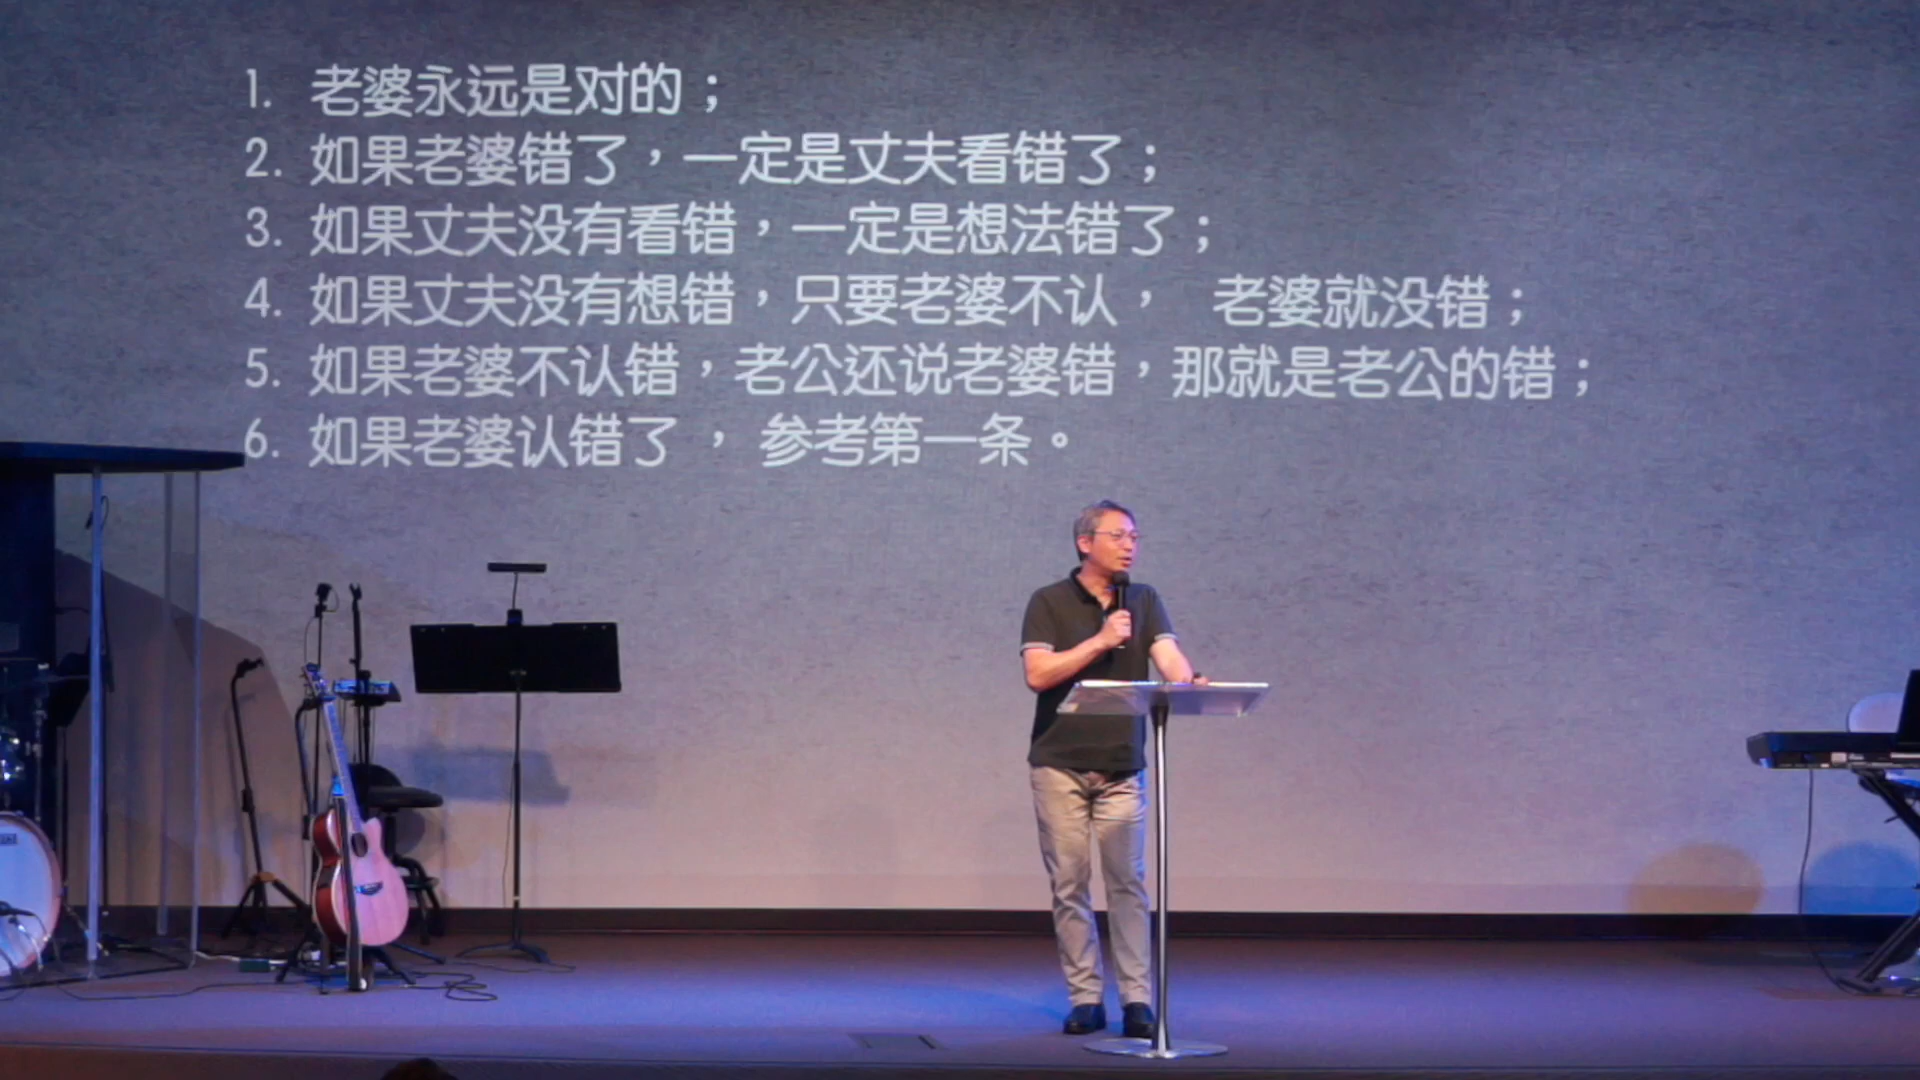 1. 老婆永远是对的；
2. 如果老婆错了，一定是丈夫看错了；
3. 如果丈夫没有看错，一定是想法错了；
4. 如果丈夫没有想错，只要老婆不认， 老婆就没错；
5. 如果老婆不认错，老公还说老婆错，那就是老公的错；
6. 如果老婆认错了 ， 参考第一条。